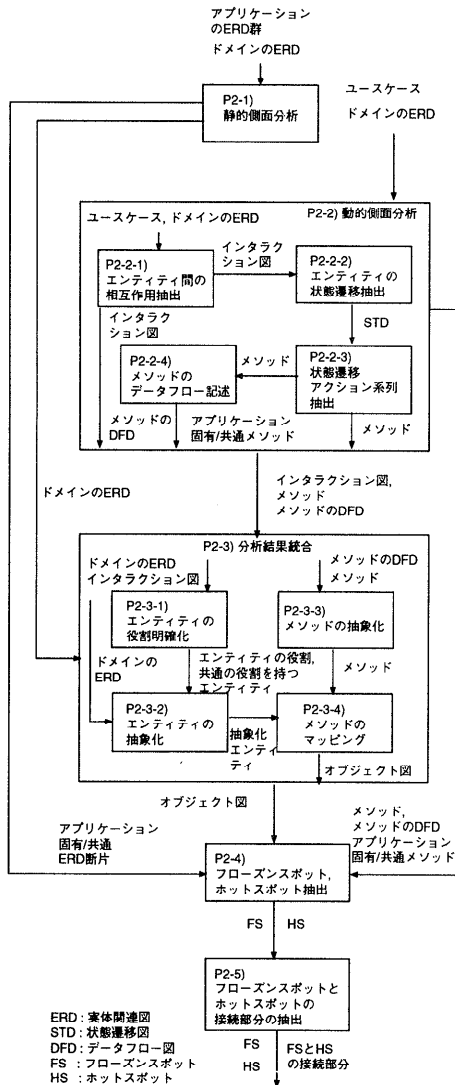 アプリケーション
のERD群
ドメインのERD
P2-1)
静的側面分析
ユースケース
ドメインのERD
P2-2) 動的側面分析
ユースケース, ドメインのERD
P2-2-1)
エンティティ間の
相互作用抽出
インタラク
ション図
P2-2-2)
エンティティの
状態遷移抽出
インタラク
ション図
STD
P2-2-4)
メソッドの
データフロー記述
メソッド
P2-2-3)
状態遷移
アクション系列
抽出
メソッドの
DFD
アプリケーション
固有/共通メソッド
メソッド
ドメインのERD
インタラクション図,
メソッド
メソッドのDFD
P2-3) 分析結果統合
ドメインのERD
インタラクション図
メソッドのDFD
メソッド
P2-3-1)
エンティティの
役割明確化
P2-3-3)
メソッドの抽象化
ドメインの
ERD
エンティティの役割,
共通の役割を持つ
エンティティ
メソッド
P2-3-2)
エンティティの
抽象化
抽象化
エンティ
ティ
P2-3-4)
メソッドの
マッピング
オブジェクト図
オブジェクト図
アプリケーション
固有/共通
ERD断片
メソッド,
メソッドのDFD
アプリケーション
固有/共通メソッド
P2-4)
フローズンスポット,
ホットスポット抽出
FS HS
P2-5)
フローズンスポットと
ホットスポットの
接続部分の抽出
FS
HS
FSとHS
の接続部分
ERD : 実体関連図
STD : 状態遷移図
DFD : データフロー図
FS : フローズンスポット
HS : ホットスポット